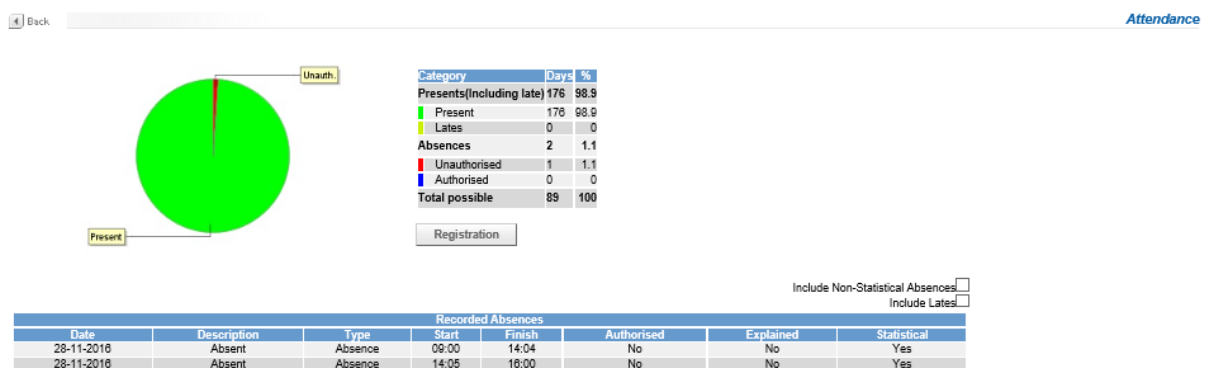 Back
Attendance
Unauth.
Present
Category Days %
Presents(Including late) 176 98.9
Present 176 98.9
Lates 0 0
Absences 2 1.1
Unauthorised 1 1.1
Authorised 0 0
Total possible 89 100
Registration
Include Non-Statistical Absences
Include Lates
Recorded Absences
Date Description Type Start Finish Authorised Explained Statistical
28-11-2016 Absent Absence 09:00 14:04 No No Yes
28-11-2016 Absent Absence 14:05 16:00 No No Yes